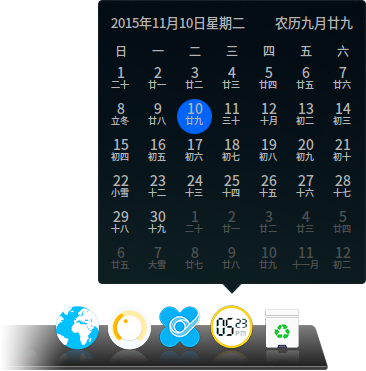 2015年11月10日星期二 农历九月廿九
日 一 二 三 四 五 六
1 2 3 4 5 6 7
二十 廿一 廿二 廿三 廿四 廿五 廿六
8 9 10 11 12 13 14
立冬 廿八 廿九 三十 十月 初二 初三
15 16 17 18 19 20 21
初四 初五 初六 初七 初八 初九 初十
22 23 24 25 26 27 28
小雪 十二 十三 十四 十五 十六 十七
29 30 1 2 3 4 5
十八 十九 二十 廿一 廿二 廿三 廿四
6 7 8 9 10 11 12
廿五 大雪 廿七 廿八 廿九 十一月 初二
05 23
PM